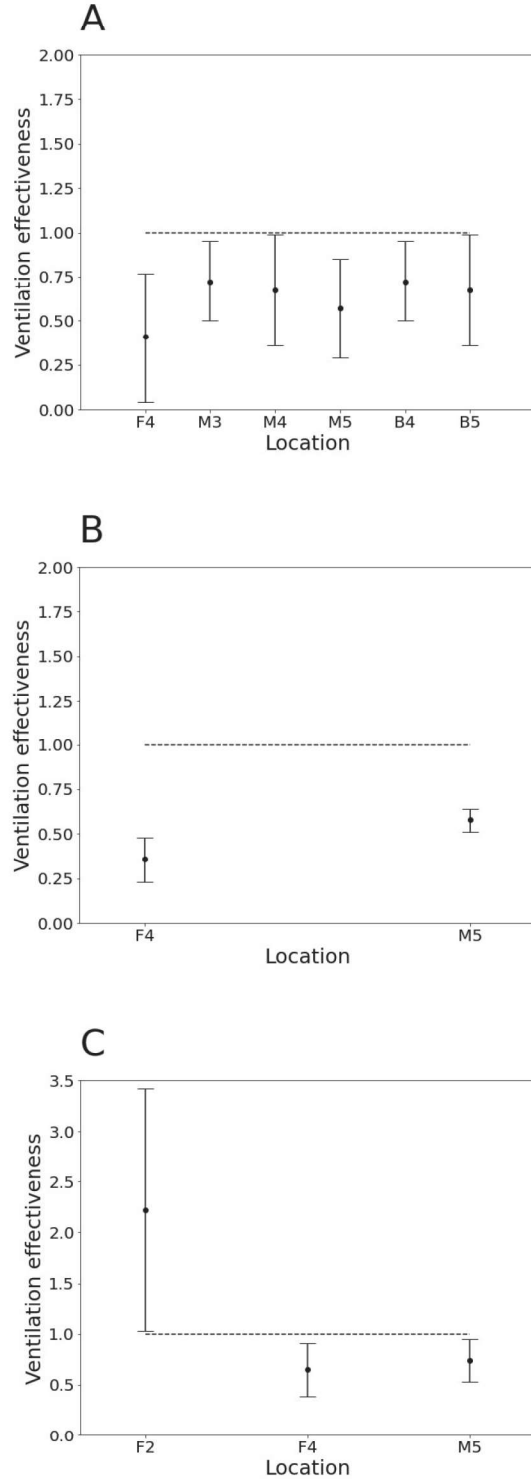 A
Ventilation effectiveness
2.00
1.75
1.50
1.25
1.00
0.75
0.50
0.25
0.00
F4 M3 M4 M5 B4 B5
Location
B
Ventilation effectiveness
2.00
1.75
1.50
1.25
1.00
0.75
0.50
0.25
0.00
F4 M5
Location
C
Ventilation effectiveness
3.5
3.0
2.5
2.0
1.5
1.0
0.5
0.0
F2 F4 M5
Location